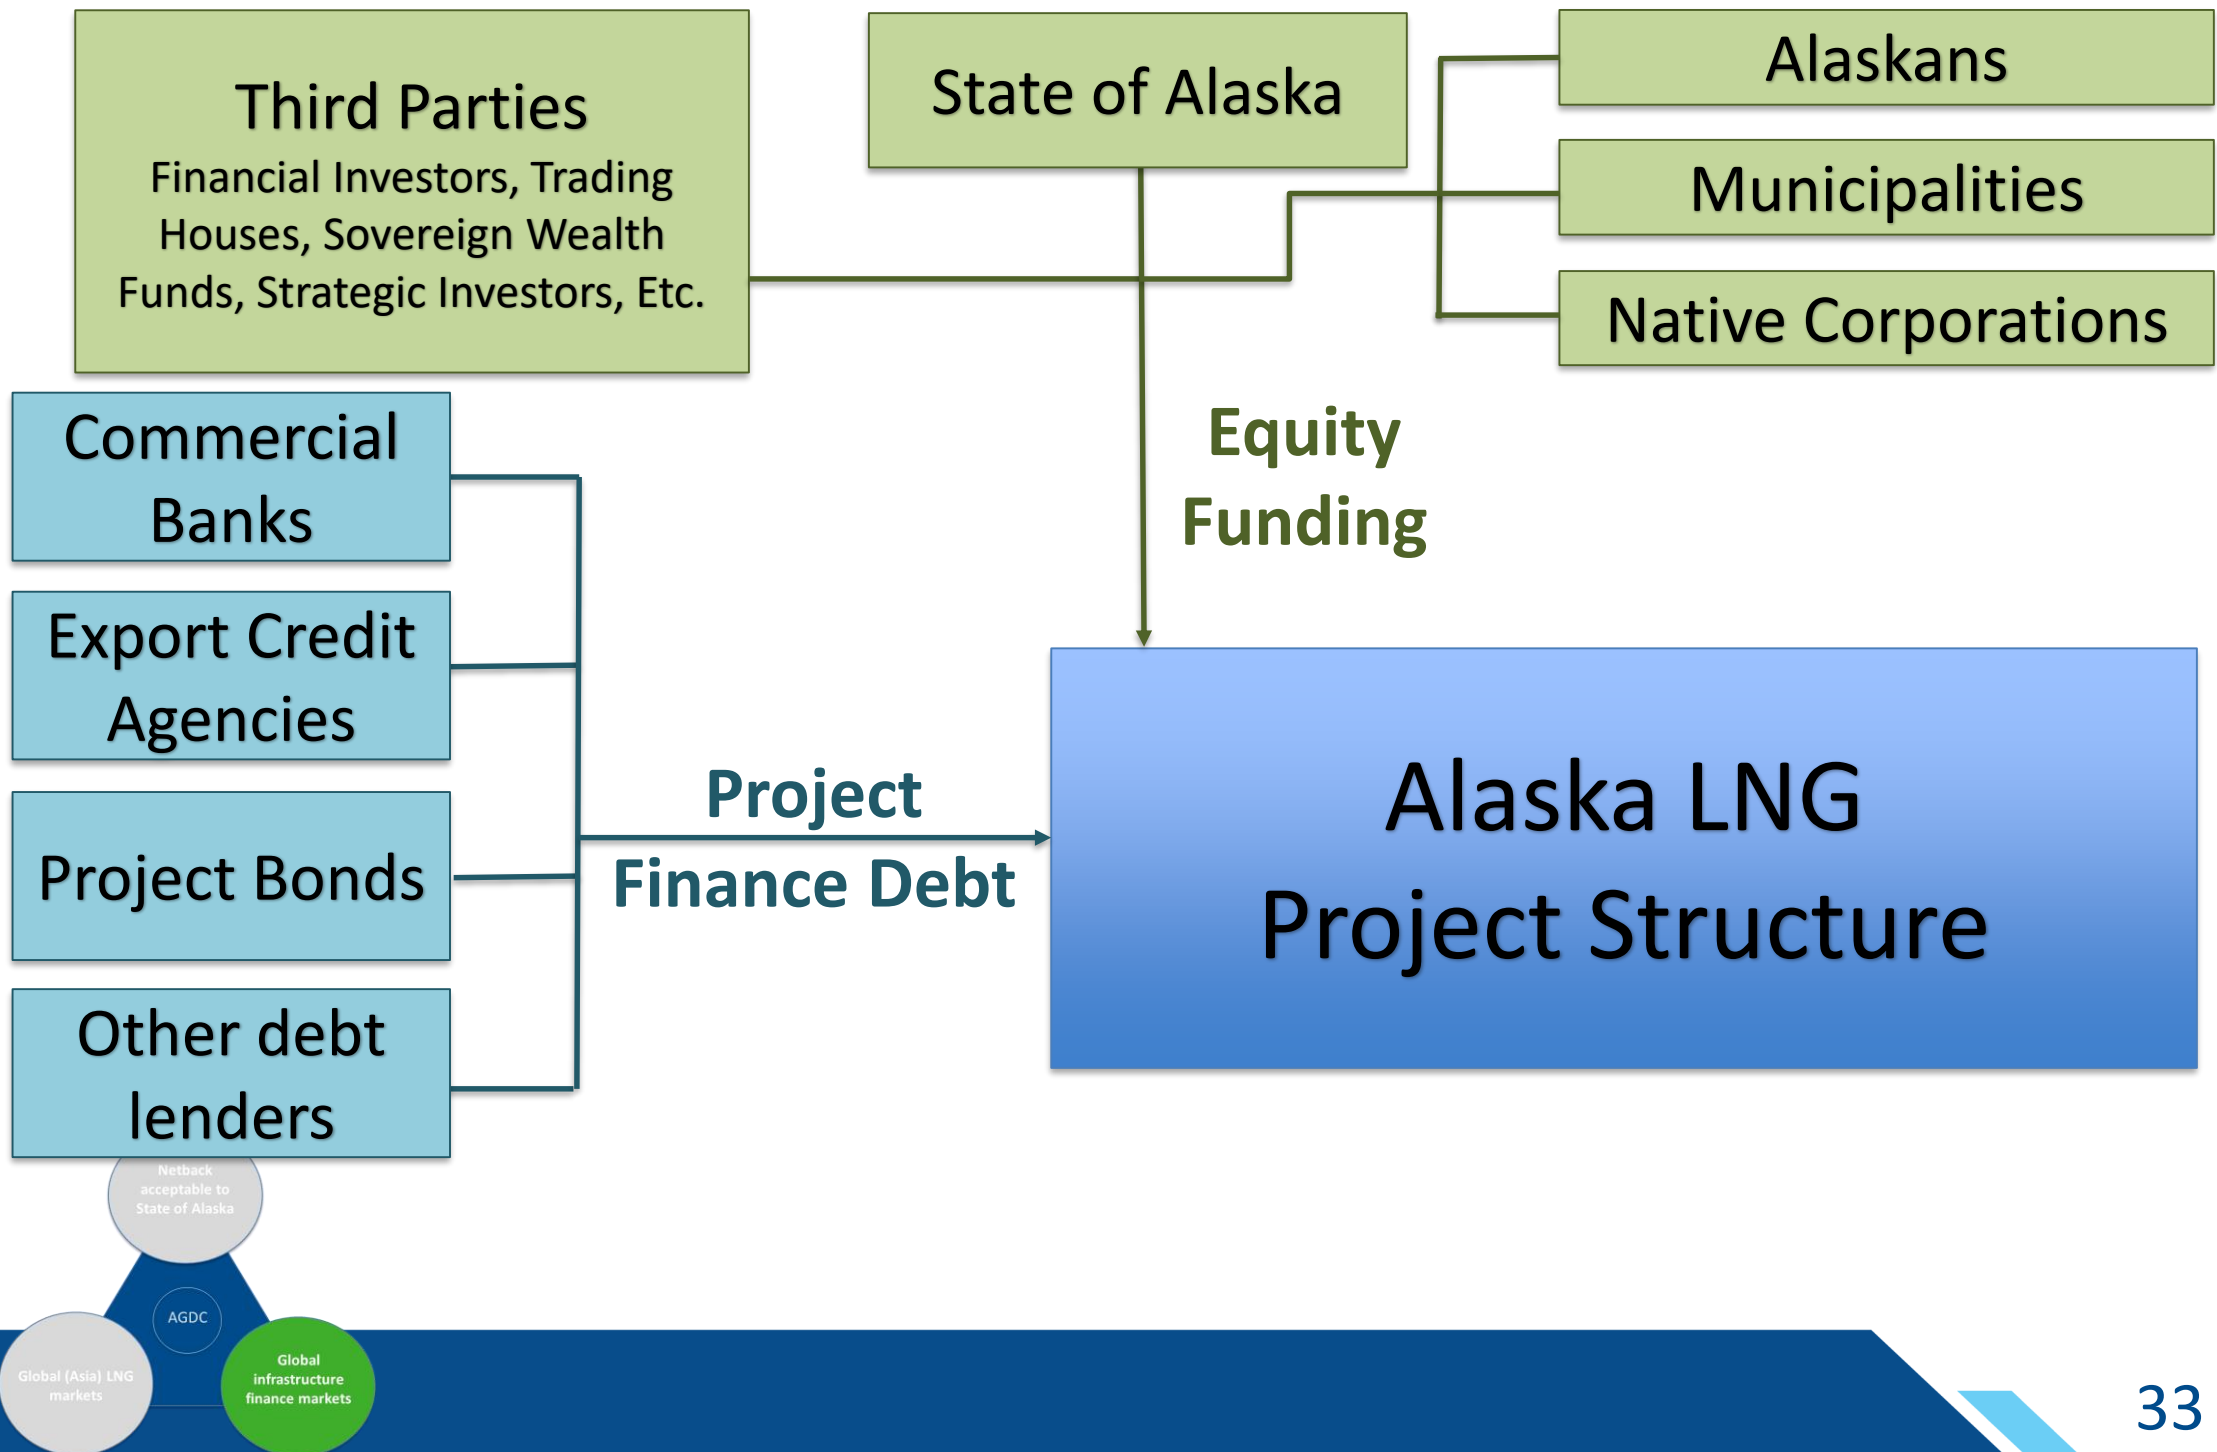 Third Parties
Financial Investors, Trading
Houses, Sovereign Wealth
Funds, Strategic Investors, Etc.
State of Alaska
Alaskans
Municipalities
Native Corporations
Equity
Funding
Commercial
Banks
Export Credit
Agencies
Project Bonds
Other debt
lenders
Project
Finance Debt
Alaska LNG
Project Structure
Netback
acceptable to
State of Alaska
AGDC
Global (Asia) LNG
markets
Global
infrastructure
finance markets
33